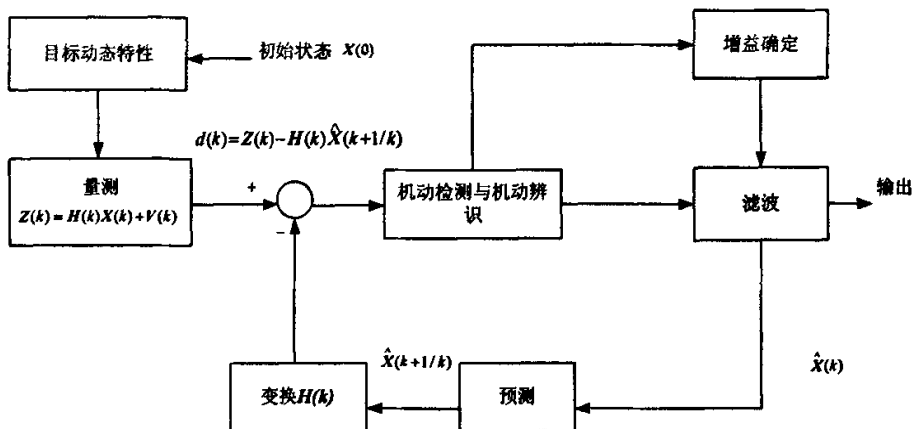 目标动态特性
初始状态 X(0)
增益确定
d(k)=Z(k)-H(k)X̂(k+1/k)
量测
Z(k)=H(k)X(k)+V(k)
+
−
机动检测与机动辨
识
滤波
输出
X̂(k+1/k)
X̂(k)
变换H(k)
预测